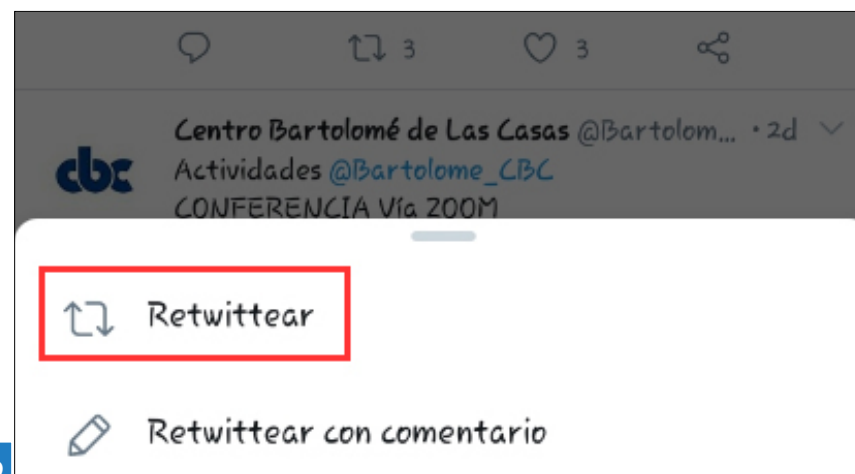 3 3
Centro Bartolomé de Las Casas @Bartolom... · 2d
cbc
Actividades @Bartolome_CBC
CONFERENCIA Vía ZOOM
Retwittear
Retwittear con comentario